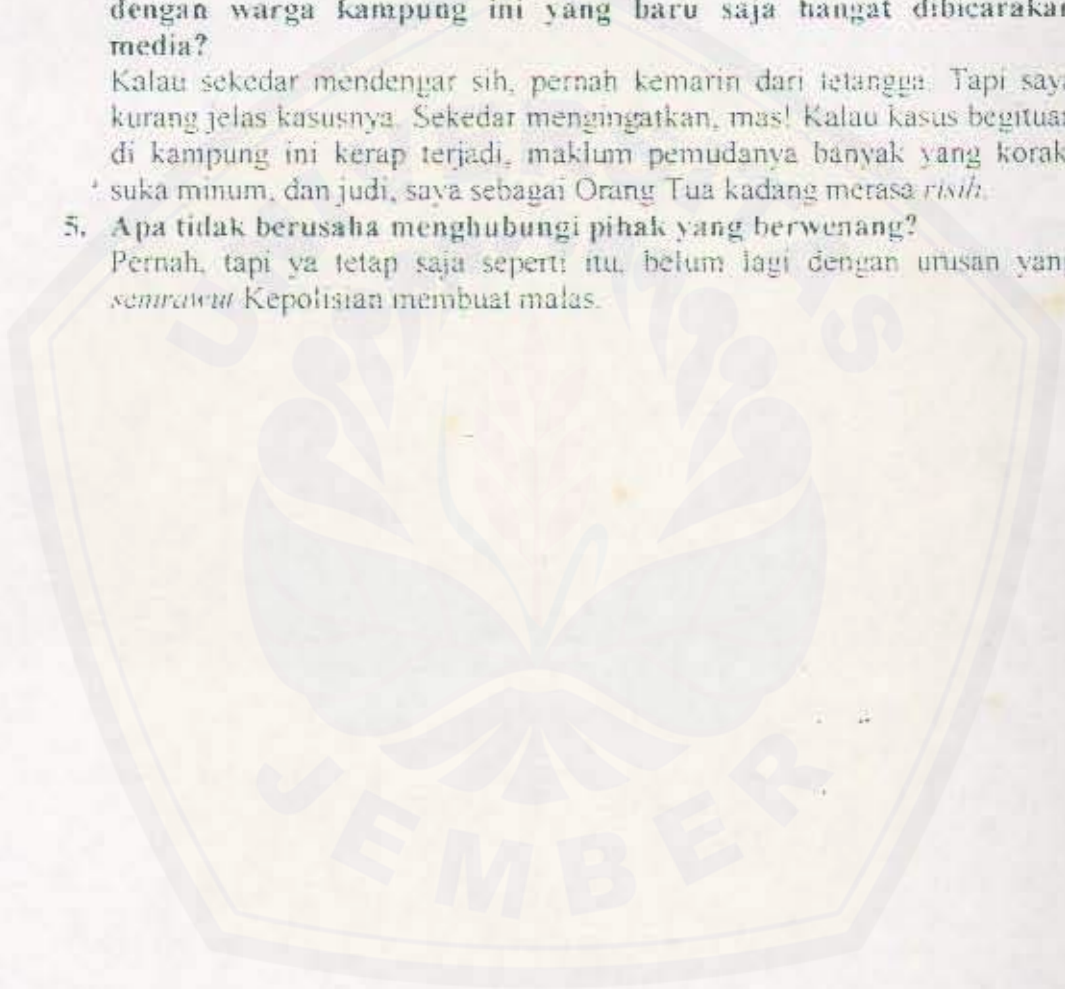 dengan warga kampung ini yang baru saja hangat dibicarakan
media?
Kalau sekedar mendengar sih, pernah kemarin dari tetangga. Tapi saya
kurang jelas kasusnya. Sekedar mengingatkan, mas! Kalau kasus begituan
di kampung ini kerap terjadi, maklum pemudanya banyak yang korak,
suka minum, dan judi, saya sebagai Orang Tua kadang merasa risih.
5. Apa tidak berusaha menghubungi pihak yang berwenang?
Pernah, tapi ya tetap saja seperti itu, belum lagi dengan urusan yang
semrawut Kepolisian membuat malas.
UNIVERSITAS
JEMBER